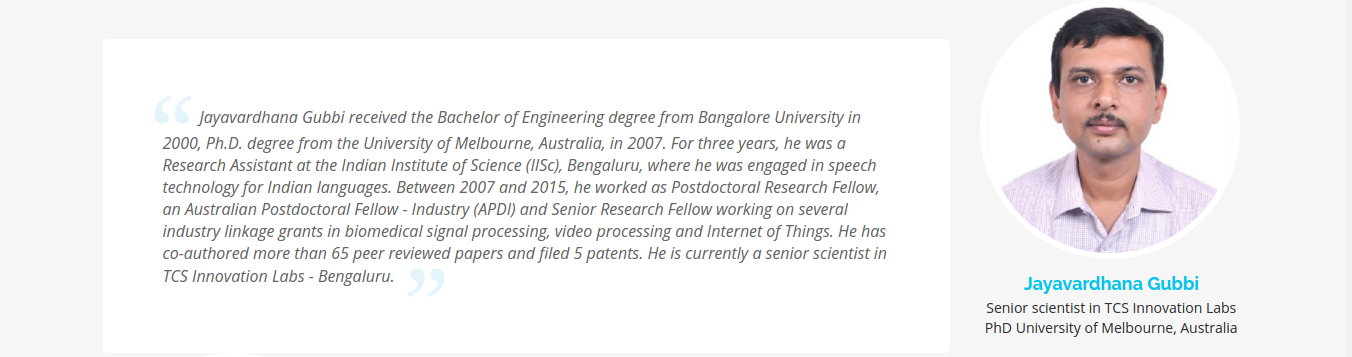 Jayavardhana Gubbi received the Bachelor of Engineering degree from Bangalore University in
2000, Ph.D. degree from the University of Melbourne, Australia, in 2007. For three years, he was a
Research Assistant at the Indian Institute of Science (IISc), Bengaluru, where he was engaged in speech
technology for Indian languages. Between 2007 and 2015, he worked as Postdoctoral Research Fellow,
an Australian Postdoctoral Fellow - Industry (APDI) and Senior Research Fellow working on several
industry linkage grants in biomedical signal processing, video processing and Internet of Things. He has
co-authored more than 65 peer reviewed papers and filed 5 patents. He is currently a senior scientist in
TCS Innovation Labs - Bengaluru.
Jayavardhana Gubbi
Senior scientist in TCS Innovation Labs
PhD University of Melbourne, Australia